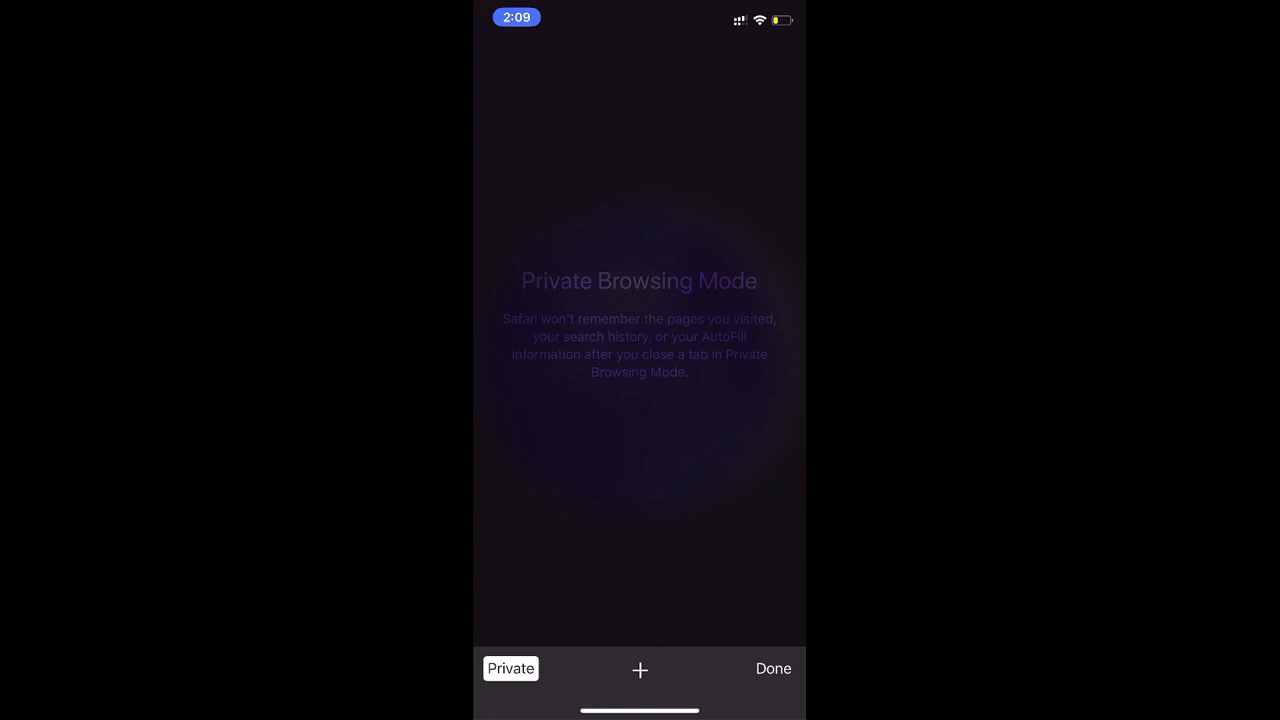 2:09
Private Browsing Mode
Safari won't remember the pages you visited,
your search history, or your AutoFill
information after you close a tab in Private
Browsing Mode.
Private + Done